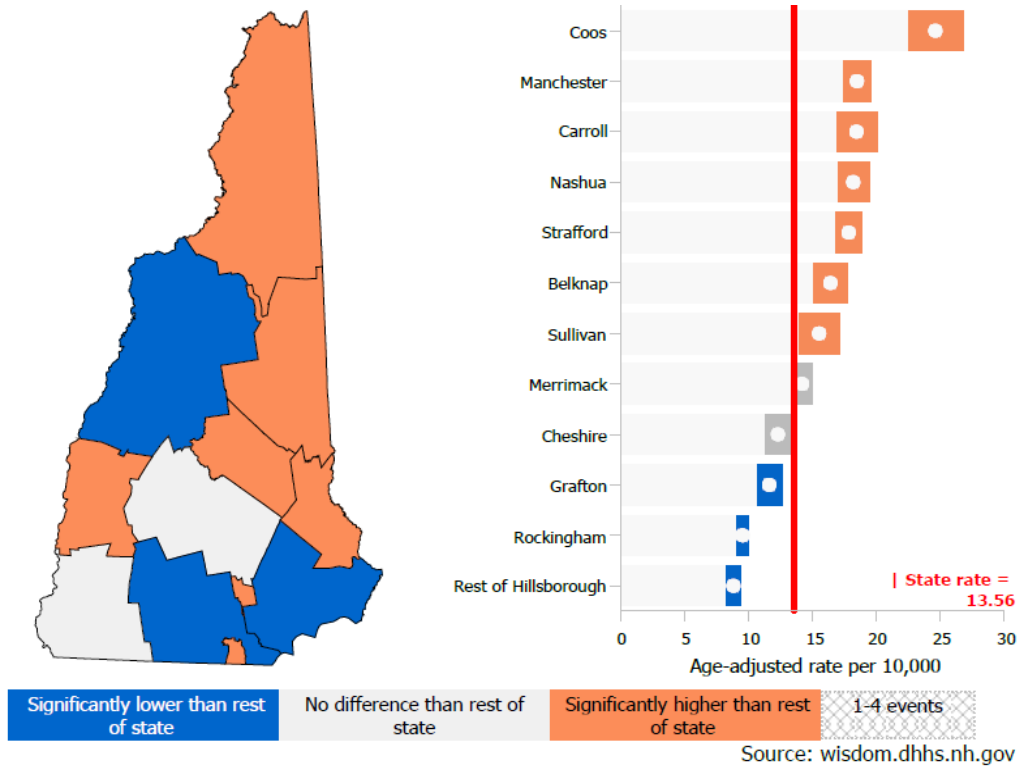 Coos
Manchester
Carroll
Nashua
Strafford
Belknap
Sullivan
Merrimack
Cheshire
Grafton
Rockingham
Rest of Hillsborough
| State rate =
13.56
0 5 10 15 20 25 30
Age-adjusted rate per 10,000
Significantly lower than rest
of state
No difference than rest of
state
Significantly higher than rest
of state
1-4 events
Source: wisdom.dhhs.nh.gov